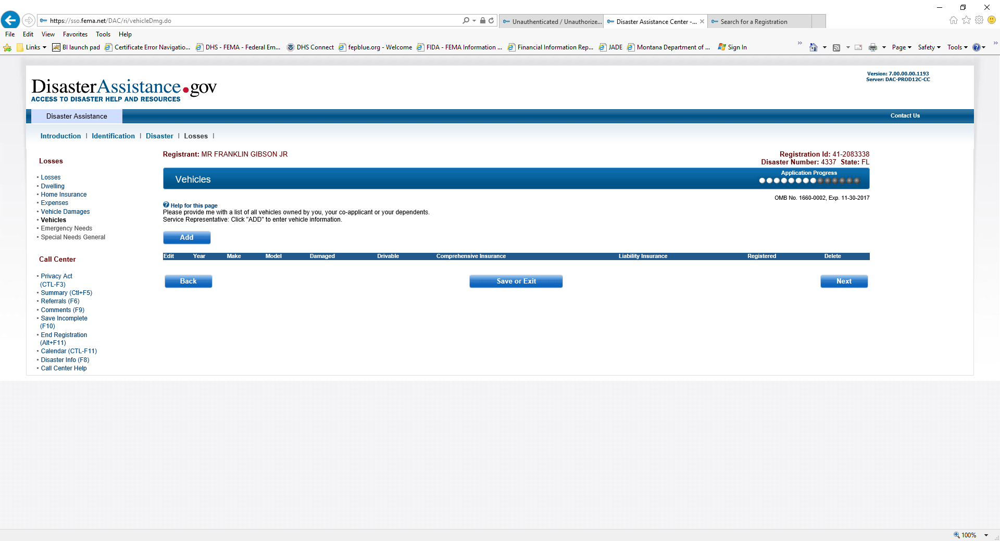 https://sso.fema.net/DAC/ri/vehicleDmg.do
Unauthenticated / Unauthorize...
Disaster Assistance Center -...
Search for a Registration
File Edit View Favorites Tools Help
Links BI launch pad Certificate Error Navigatio... DHS - FEMA - Federal Em... DHS Connect fepblue.org - Welcome FIDA - FEMA Information ... Financial Information Rep... JADE Montana Department of ... Sign In » Page Safety Tools »
Version: 7.00.00.00.1193
Server: DAC-PROD12C-CC
DisasterAssistance.gov
ACCESS TO DISASTER HELP AND RESOURCES
Disaster Assistance
Contact Us
Introduction | Identification | Disaster | Losses |
Registrant: MR FRANKLIN GIBSON JR
Registration Id: 41-2083338
Disaster Number: 4337 State: FL
Losses
• Losses
• Dwelling
• Home Insurance
• Expenses
• Vehicle Damages
• Vehicles
• Emergency Needs
• Special Needs General
Call Center
• Privacy Act
(CTL-F3)
• Summary (Ctl+F5)
• Referrals (F6)
• Comments (F9)
• Save Incomplete
(F10)
• End Registration
(Alt+F11)
• Calendar (CTL-F11)
• Disaster Info (F8)
• Call Center Help
Vehicles
Application Progress
OMB No. 1660-0002, Exp. 11-30-2017
? Help for this page
Please provide me with a list of all vehicles owned by you, your co-applicant or your dependents.
Service Representative: Click "ADD" to enter vehicle information.
Add
Edit Year Make Model Damaged Drivable Comprehensive Insurance Liability Insurance Registered Delete
Back
Save or Exit
Next
100%